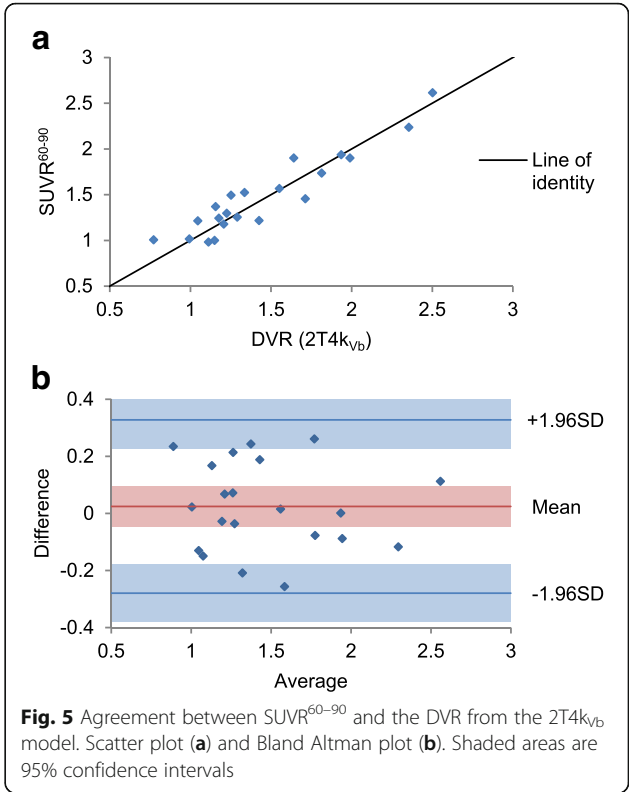 a
3
2.5
2
1.5
1
0.5
SUVR60-90
0.5 1 1.5 2 2.5 3
DVR (2T4kVb)
Line of
identity
b
0.4
0.2
0
-0.2
-0.4
Difference
0.5 1 1.5 2 2.5 3
Average
+1.96SD
Mean
-1.96SD
Fig. 5 Agreement between SUVR60–90 and the DVR from the 2T4kVb
model. Scatter plot (a) and Bland Altman plot (b). Shaded areas are
95% confidence intervals